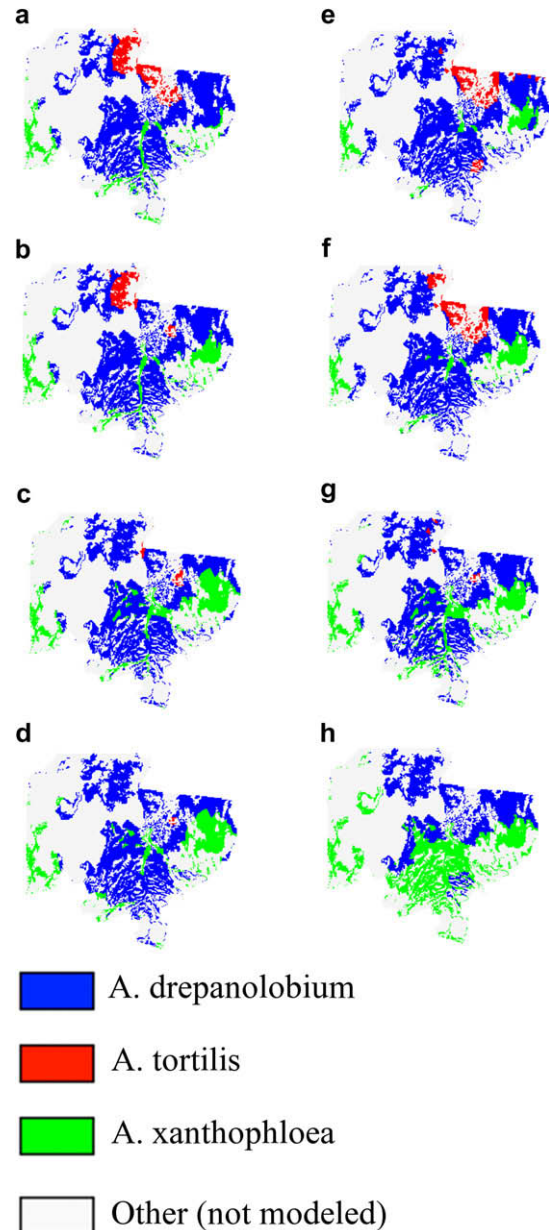 a
e
b
f
c
g
d
h
A. drepanolobium
A. tortilis
A. xanthophloea
Other (not modeled)